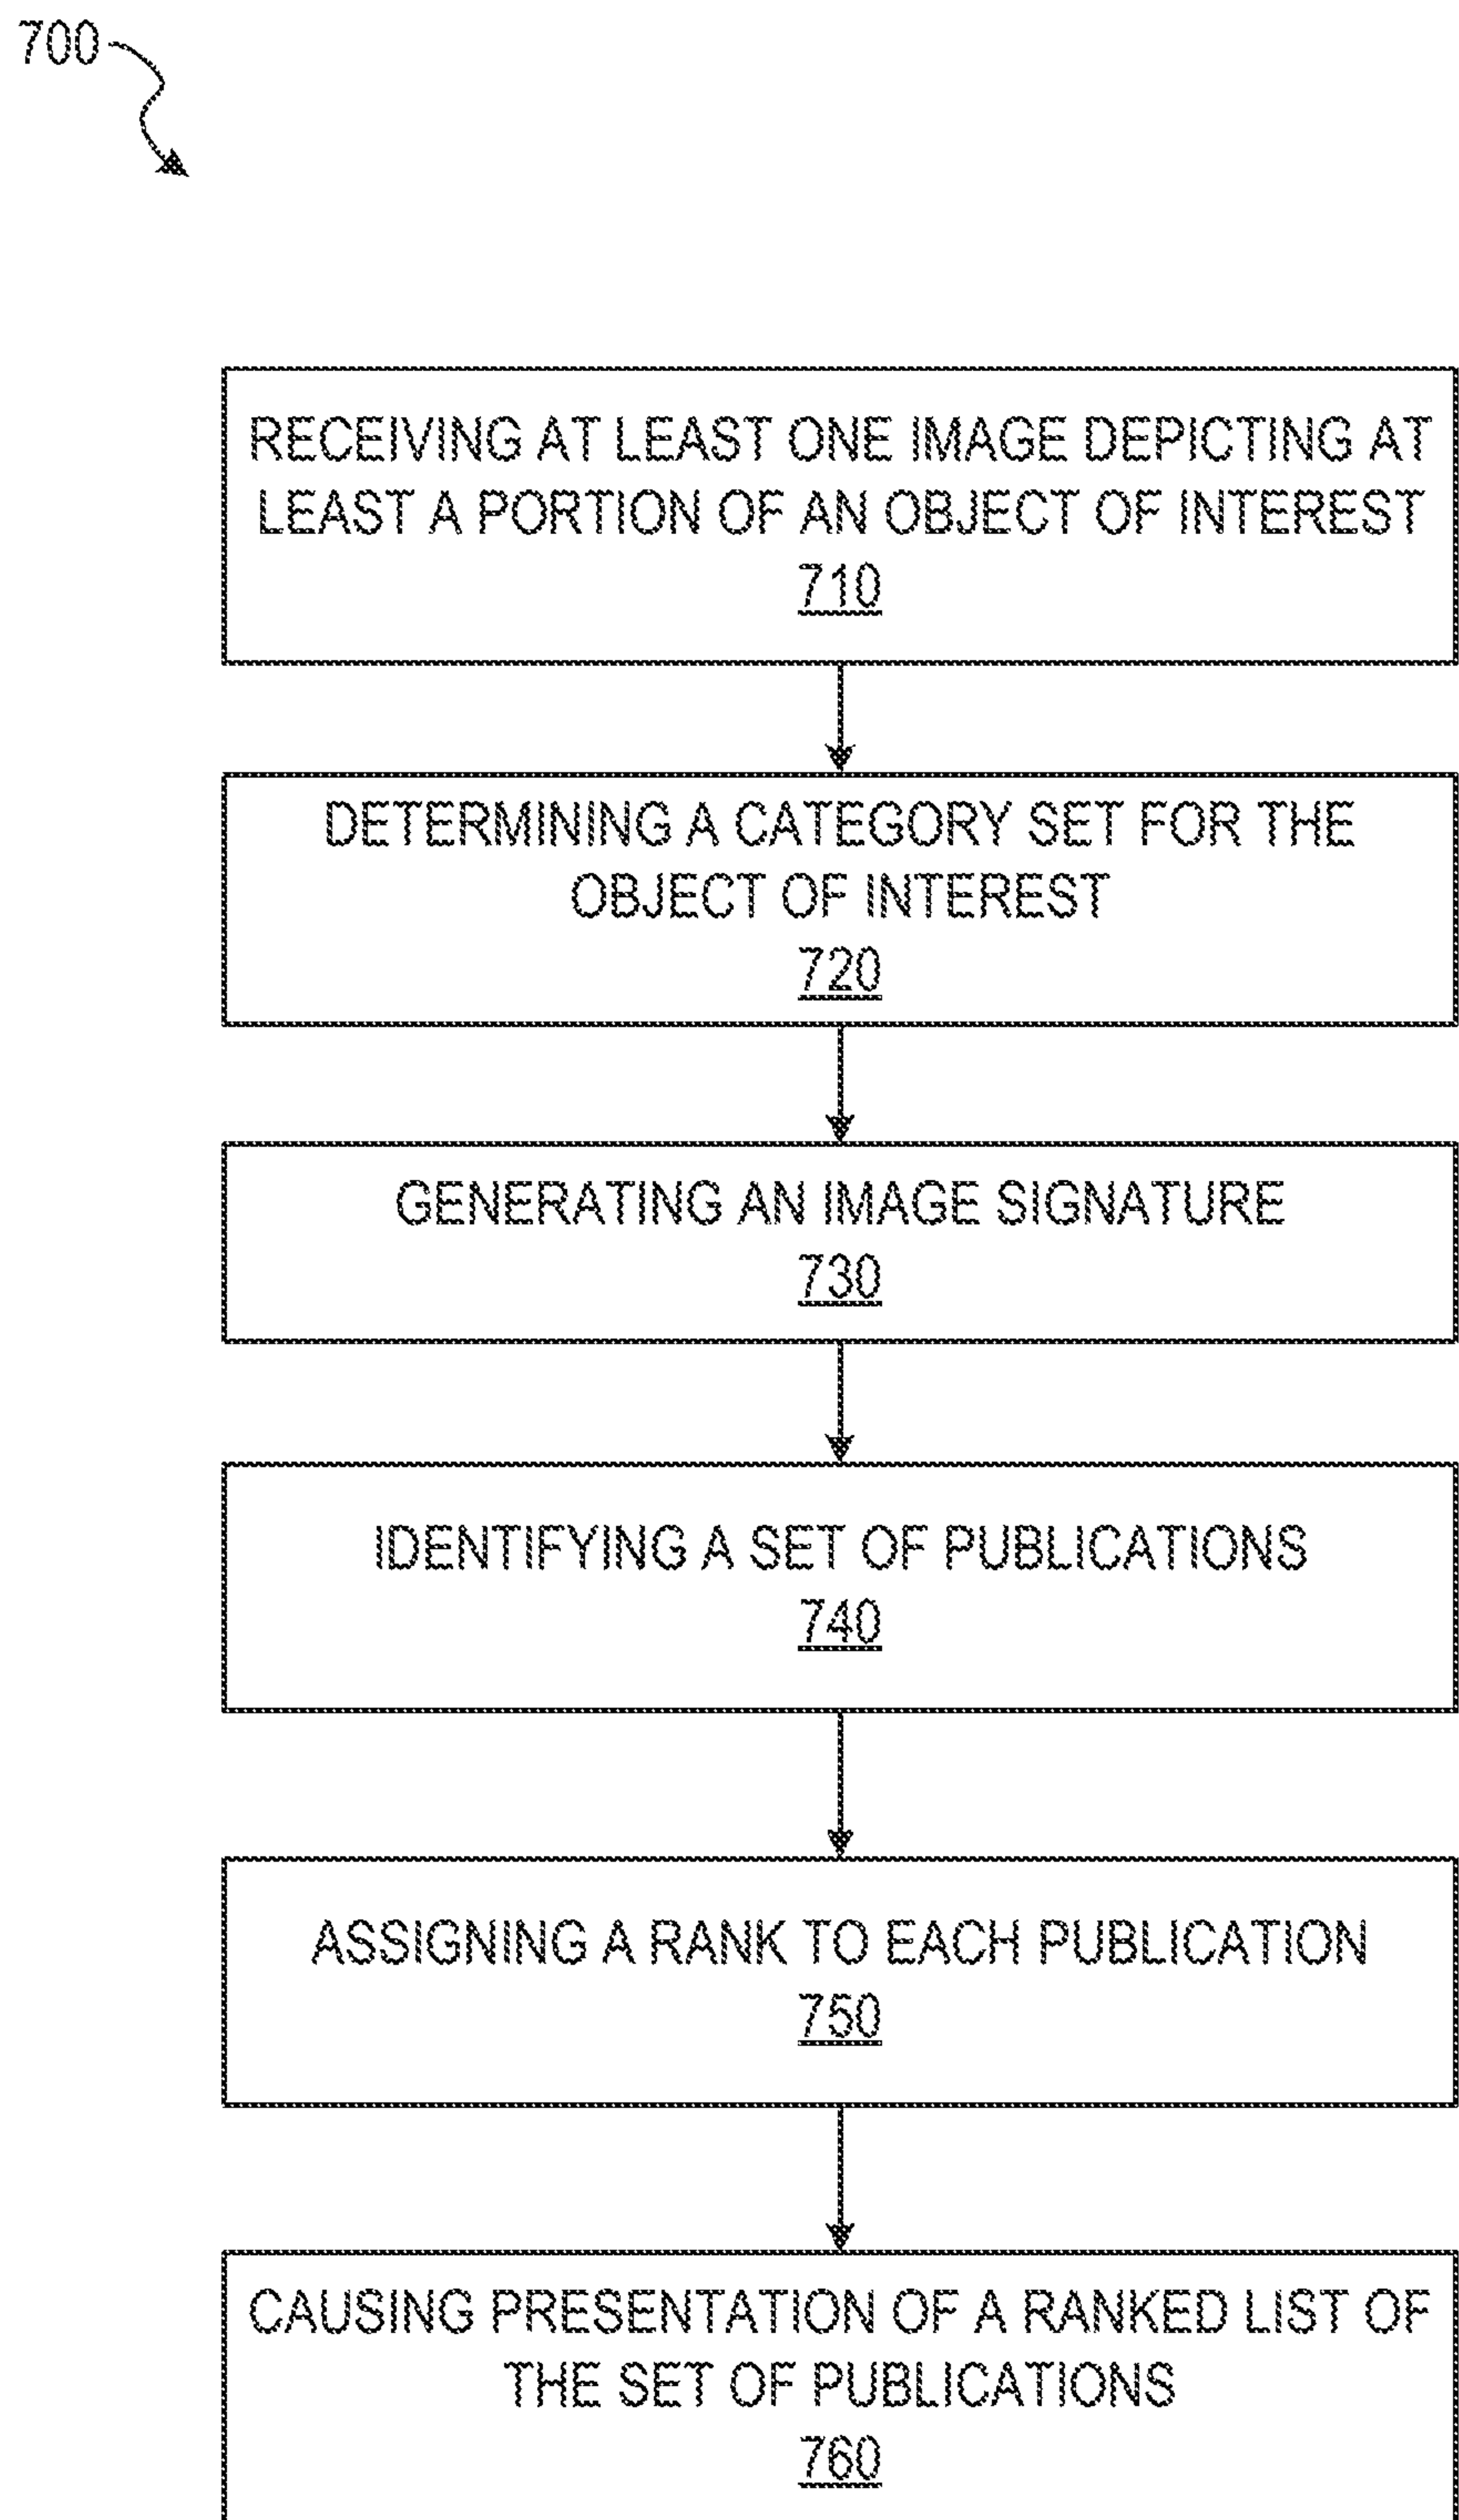 700
RECEIVING AT LEAST ONE IMAGE DEPICTING AT
LEAST A PORTION OF AN OBJECT OF INTEREST
710
DETERMINING A CATEGORY SET FOR THE
OBJECT OF INTEREST
720
GENERATING AN IMAGE SIGNATURE
730
IDENTIFYING A SET OF PUBLICATIONS
740
ASSIGNING A RANK TO EACH PUBLICATION
750
CAUSING PRESENTATION OF A RANKED LIST OF
THE SET OF PUBLICATIONS
760